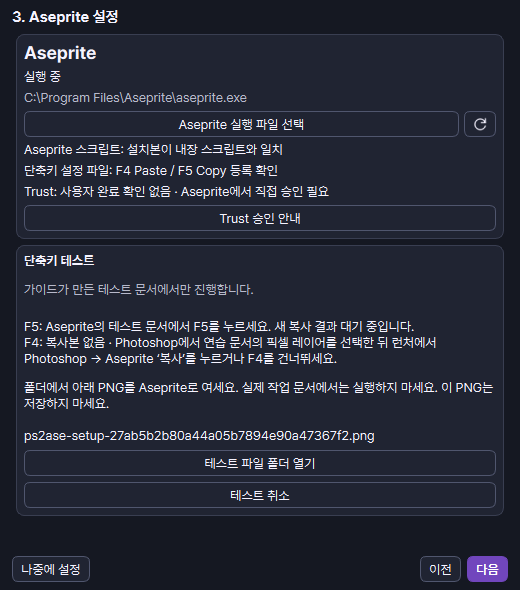 3. Aseprite 설정
Aseprite
실행 중
C:\Program Files\Aseprite\aseprite.exe
Aseprite 실행 파일 선택
Aseprite 스크립트: 설치본이 내장 스크립트와 일치
단축키 설정 파일: F4 Paste / F5 Copy 등록 확인
Trust: 사용자 완료 확인 없음 · Aseprite에서 직접 승인 필요
Trust 승인 안내
단축키 테스트
가이드가 만든 테스트 문서에서만 진행합니다.
F5: Aseprite의 테스트 문서에서 F5를 누르세요. 새 복사 결과 대기 중입니다.
F4: 복사본 없음 · Photoshop에서 연습 문서의 픽셀 레이어를 선택한 뒤 런처에서
Photoshop → Aseprite ‘복사’를 누르거나 F4를 건너뛰세요.
폴더에서 아래 PNG를 Aseprite로 여세요. 실제 작업 문서에서는 실행하지 마세요. 이 PNG는
저장하지 마세요.
ps2ase-setup-27ab5b2b80a44a05b7894e90a47367f2.png
테스트 파일 폴더 열기
테스트 취소
나중에 설정
이전
다음